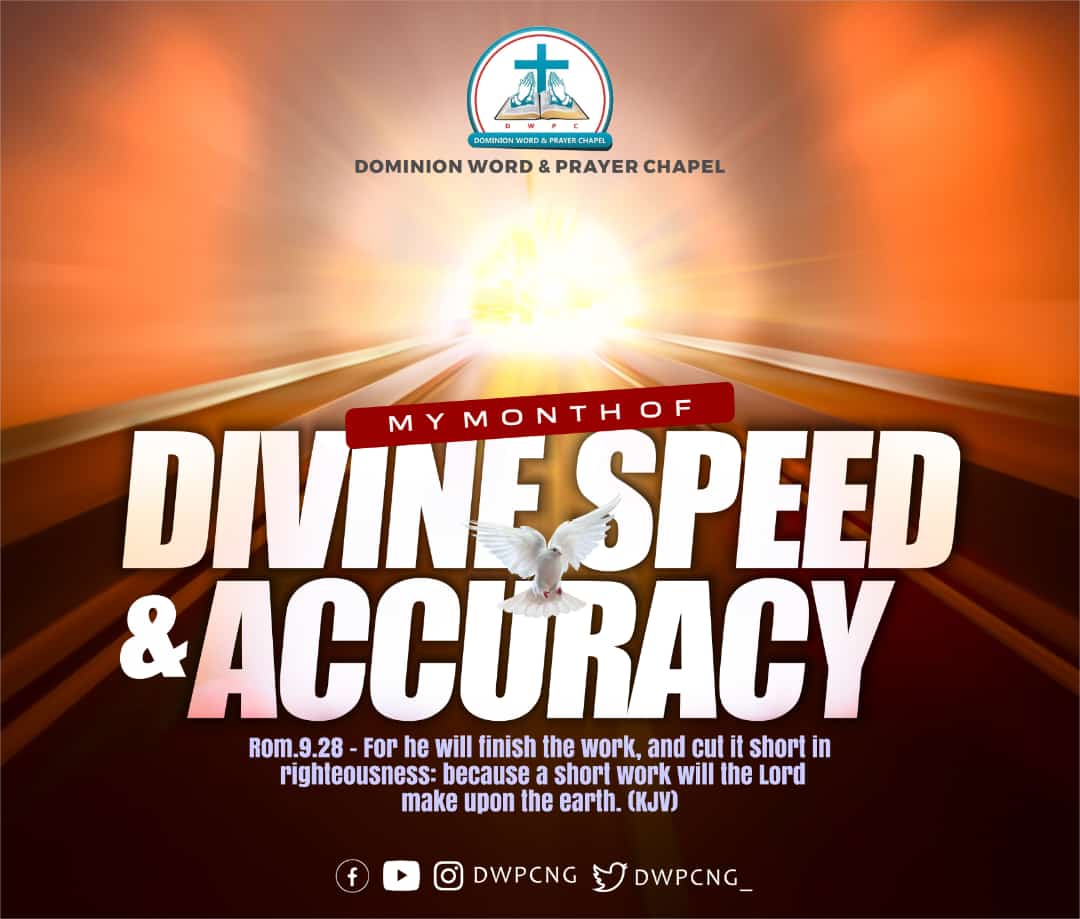 D W P C
DOMINION WORD & PRAYER CHAPEL
DOMINION WORD & PRAYER CHAPEL
MY MONTH OF
DIVINE SPEED
& ACCURACY
Rom.9.28 - For he will finish the work, and cut it short in
righteousness: because a short work will the Lord
make upon the earth. (KJV)
DWPCNG DWPCNG_